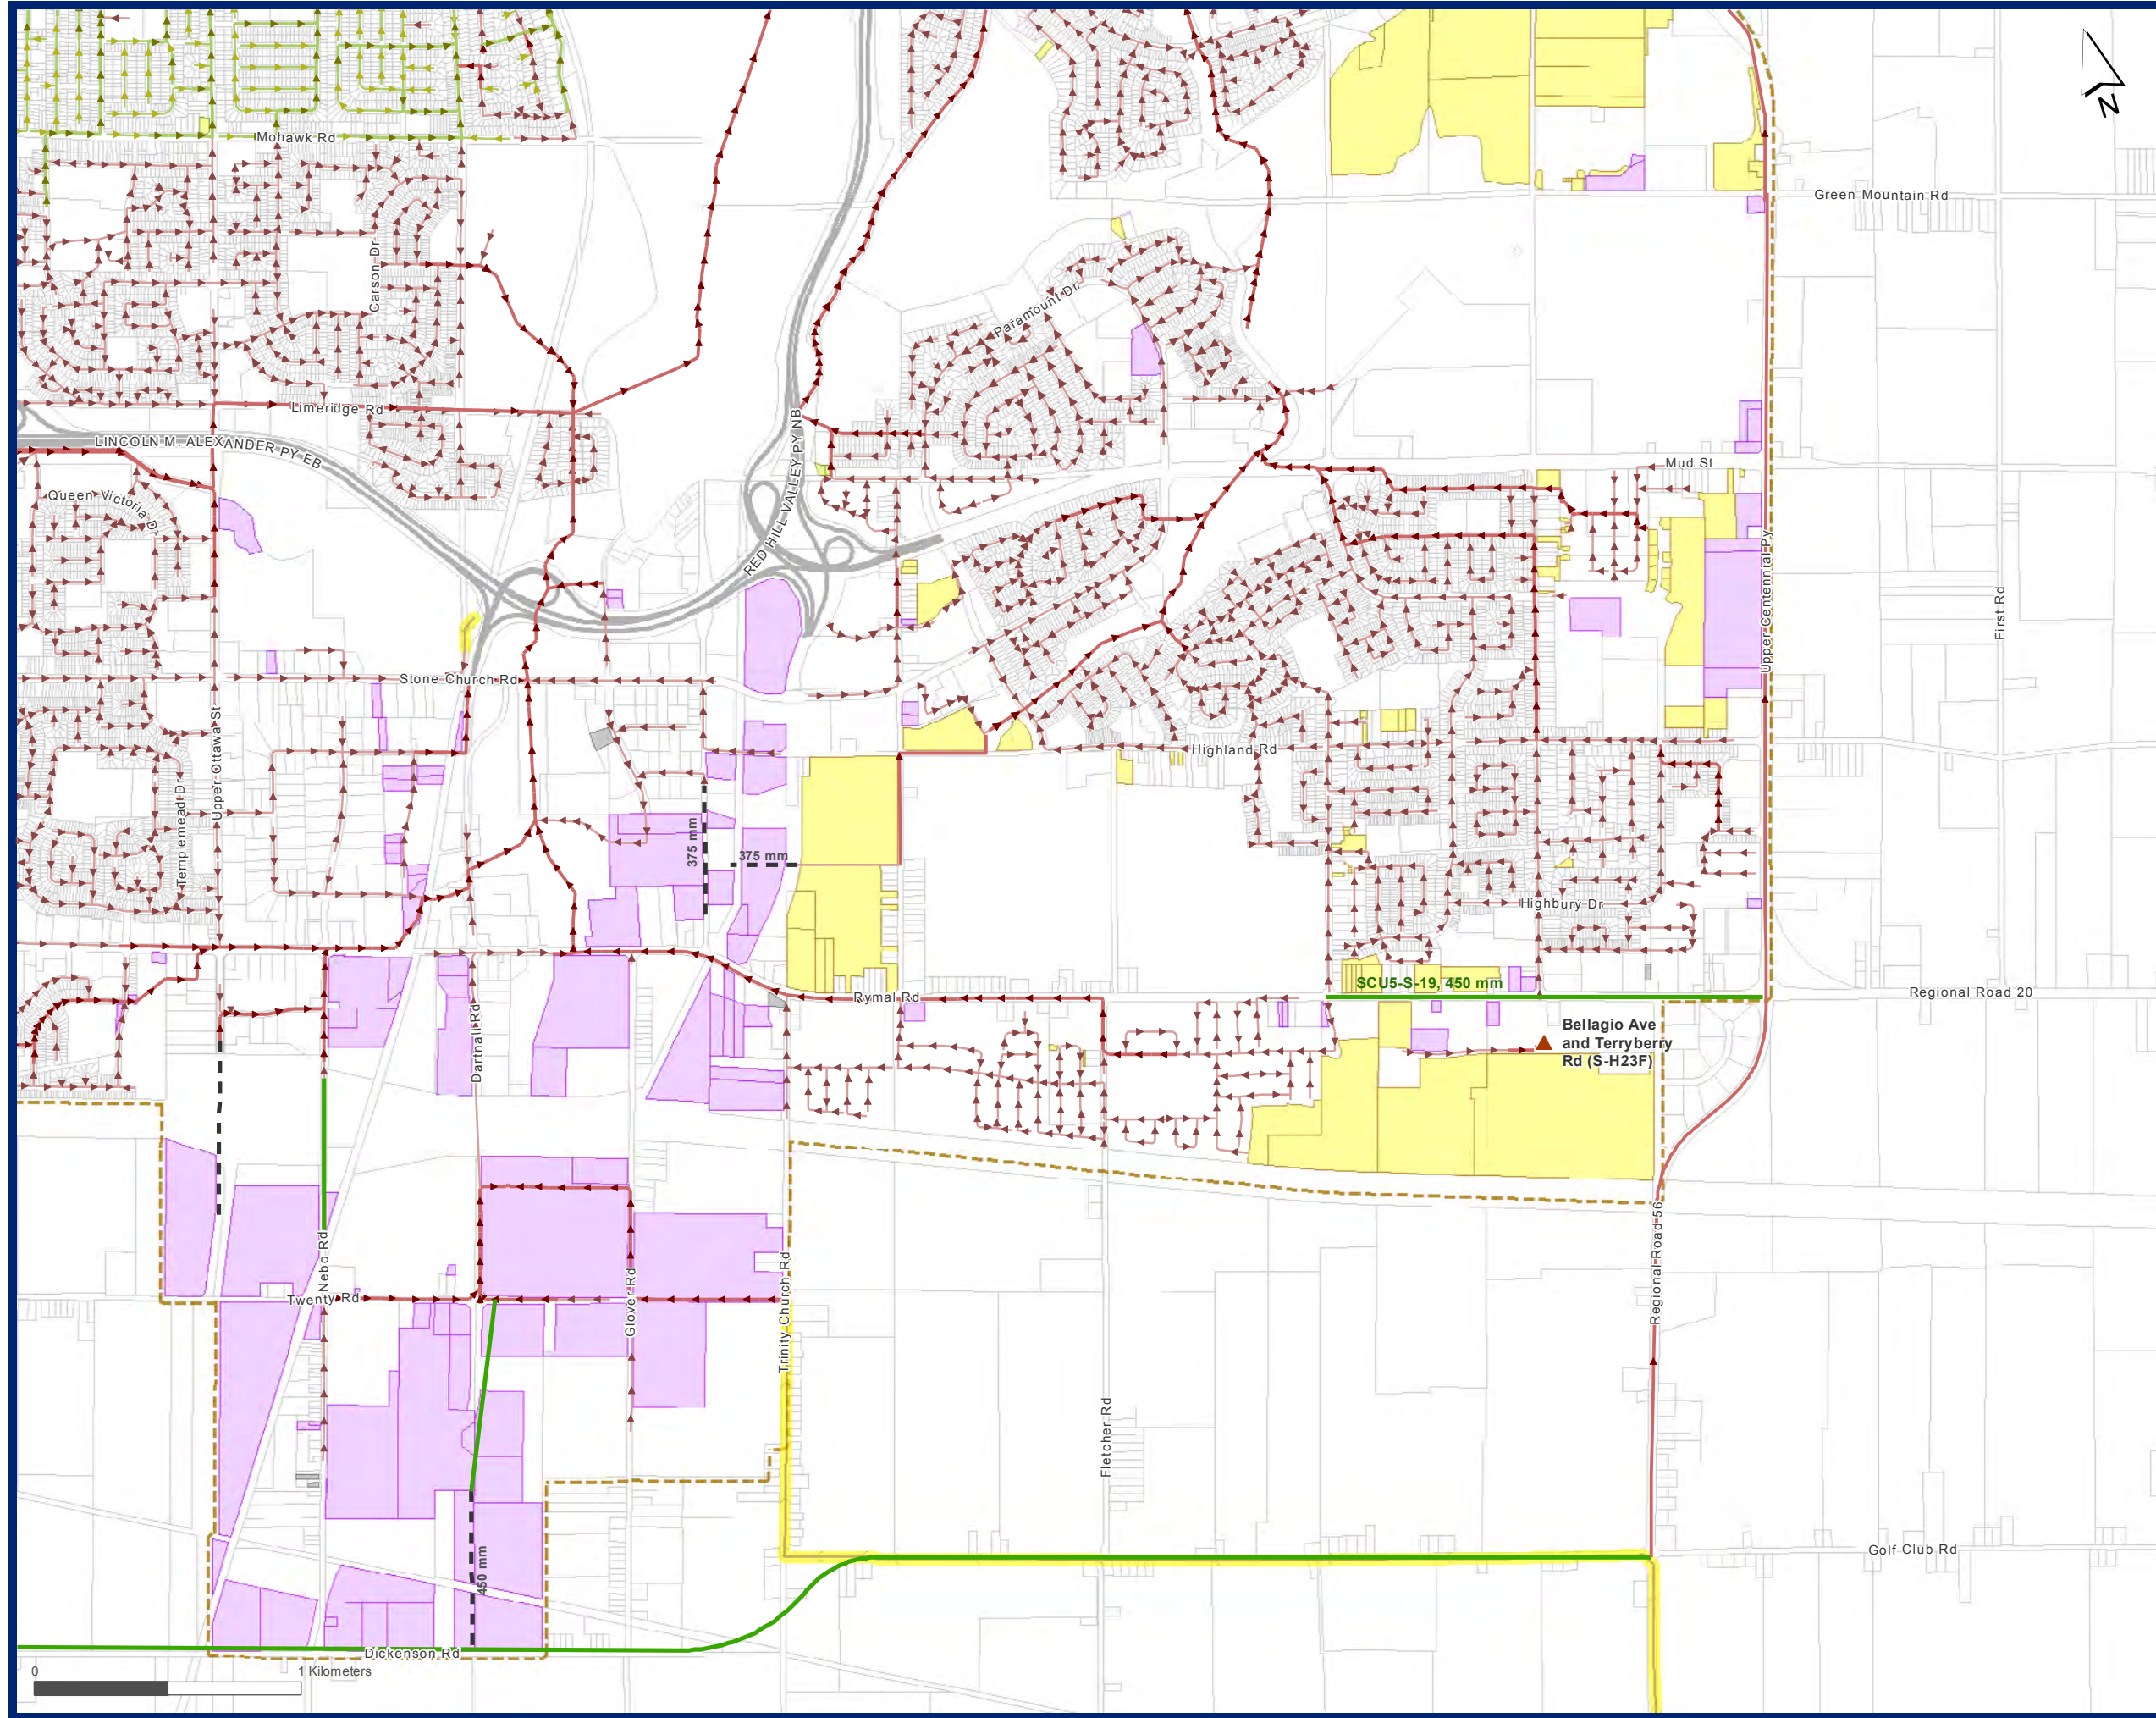 Mohawk Rd
N
Green Mountain Rd
Carson Dr
Paramount Dr
Limeridge Rd
LINCOLN M. ALEXANDER PY EB
RED HILL VALLEY PY NB
Mud St
Queen Victoria Dr
Upper Centennial Py
First Rd
Stone Church Rd
Upper Ottawa St
Highland Rd
Templemead Dr
375 mm
375 mm
Highbury Dr
SCU5-S-19, 450 mm
Rymal Rd
Regional Road 20
Dartnall Rd
Bellagio Ave
and Terryberry
Rd (S-H23F)
Nebo Rd
Twenty Rd
Glover Rd
Trinity Church Rd
Regional Road 56
Fletcher Rd
450 mm
Golf Club Rd
Dickenson Rd
0
1 Kilometers